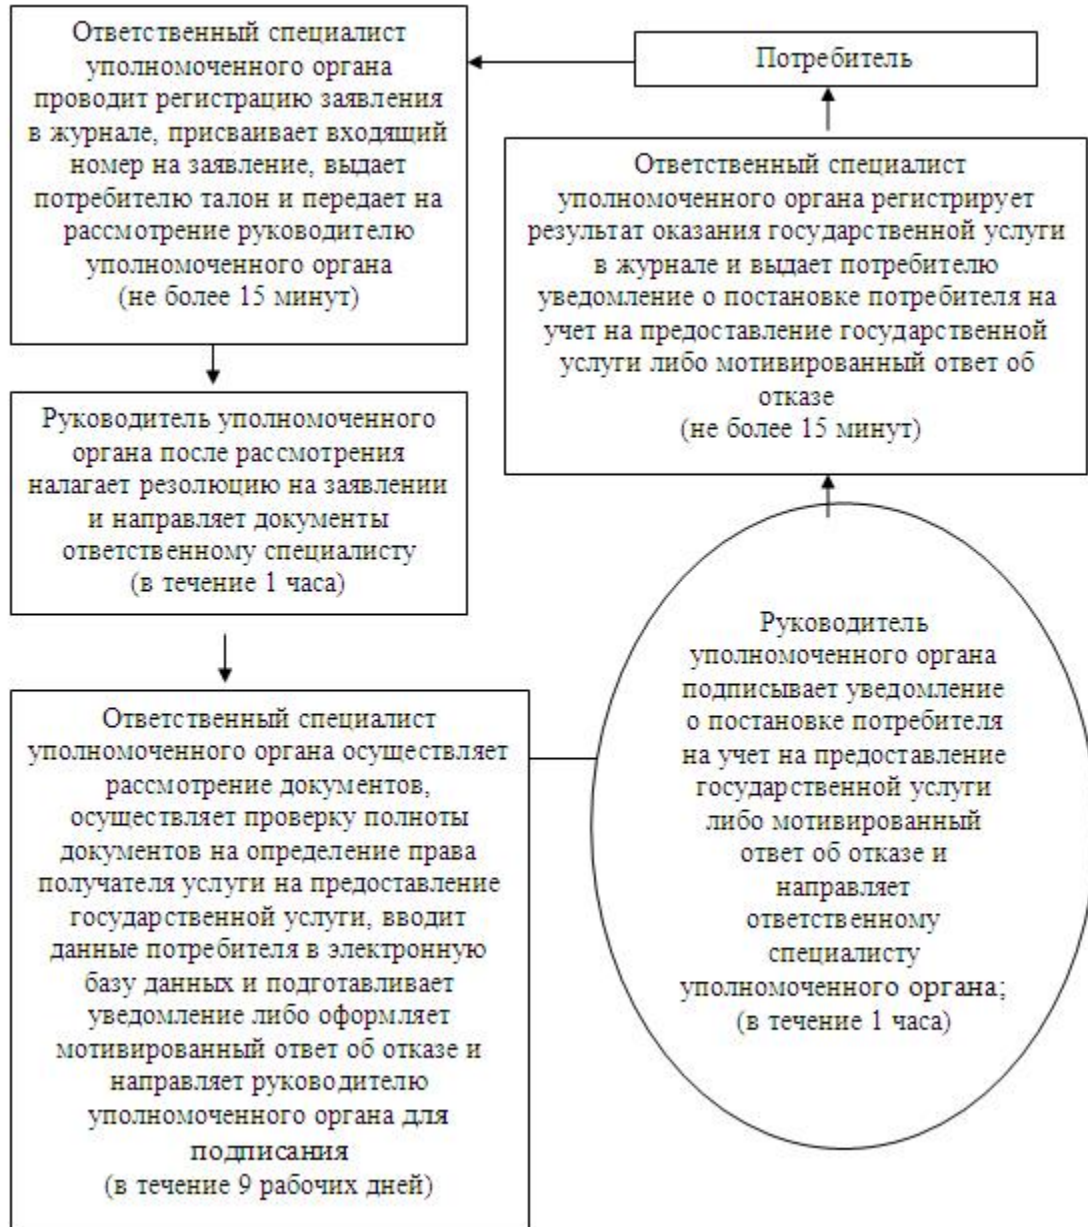 Ответственный специалист
уполномоченного органа
проводит регистрацию заявления
в журнале, присваивает входящий
номер на заявление, выдает
потребителю талон и передает на
рассмотрение руководителю
уполномоченного органа
(не более 15 минут)
Руководитель уполномоченного
органа после рассмотрения
налагает резолюцию на заявлении
и направляет документы
ответственному специалисту
(в течение 1 часа)
Ответственный специалист
уполномоченного органа осуществляет
рассмотрение документов,
осуществляет проверку полноты
документов на определение права
получателя услуги на предоставление
государственной услуги, вводит
данные потребителя в электронную
базу данных и подготавливает
уведомление либо оформляет
мотивированный ответ об отказе и
направляет руководителю
уполномоченного органа для
подписания
(в течение 9 рабочих дней)
Руководитель
уполномоченного органа
подписывает уведомление
о постановке потребителя
на учет на предоставление
государственной услуги
либо мотивированный
ответ об отказе и
направляет
ответственному
специалисту
уполномоченного органа;
(в течение 1 часа)
Ответственный специалист
уполномоченного органа регистрирует
результат оказания государственной услуги
в журнале и выдает потребителю
уведомление о постановке потребителя на
учет на предоставление государственной
услуги либо мотивированный ответ об
отказе
(не более 15 минут)
Потребитель